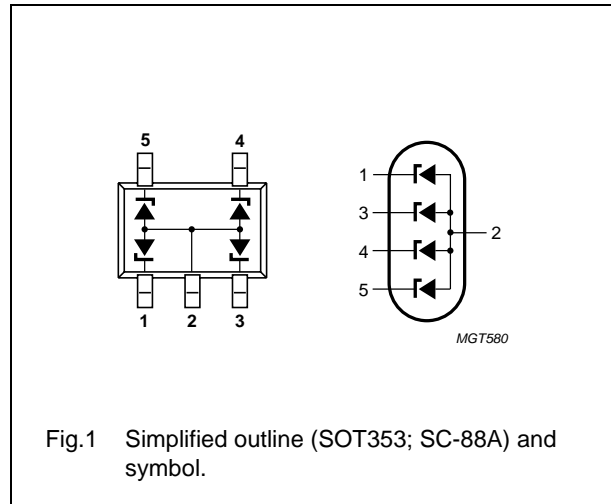 5 4
1 2 3
1
3
4
5
2
MGT580
Fig.1 Simplified outline (SOT353; SC-88A) and
symbol.